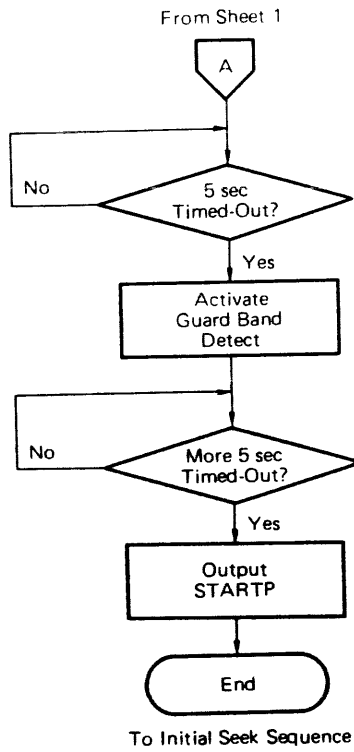 From Sheet 1
A
5 sec
Timed-Out?
No
Yes
Activate
Guard Band
Detect
More 5 sec
Timed-Out?
No
Yes
Output
STARTP
End
To Initial Seek Sequence